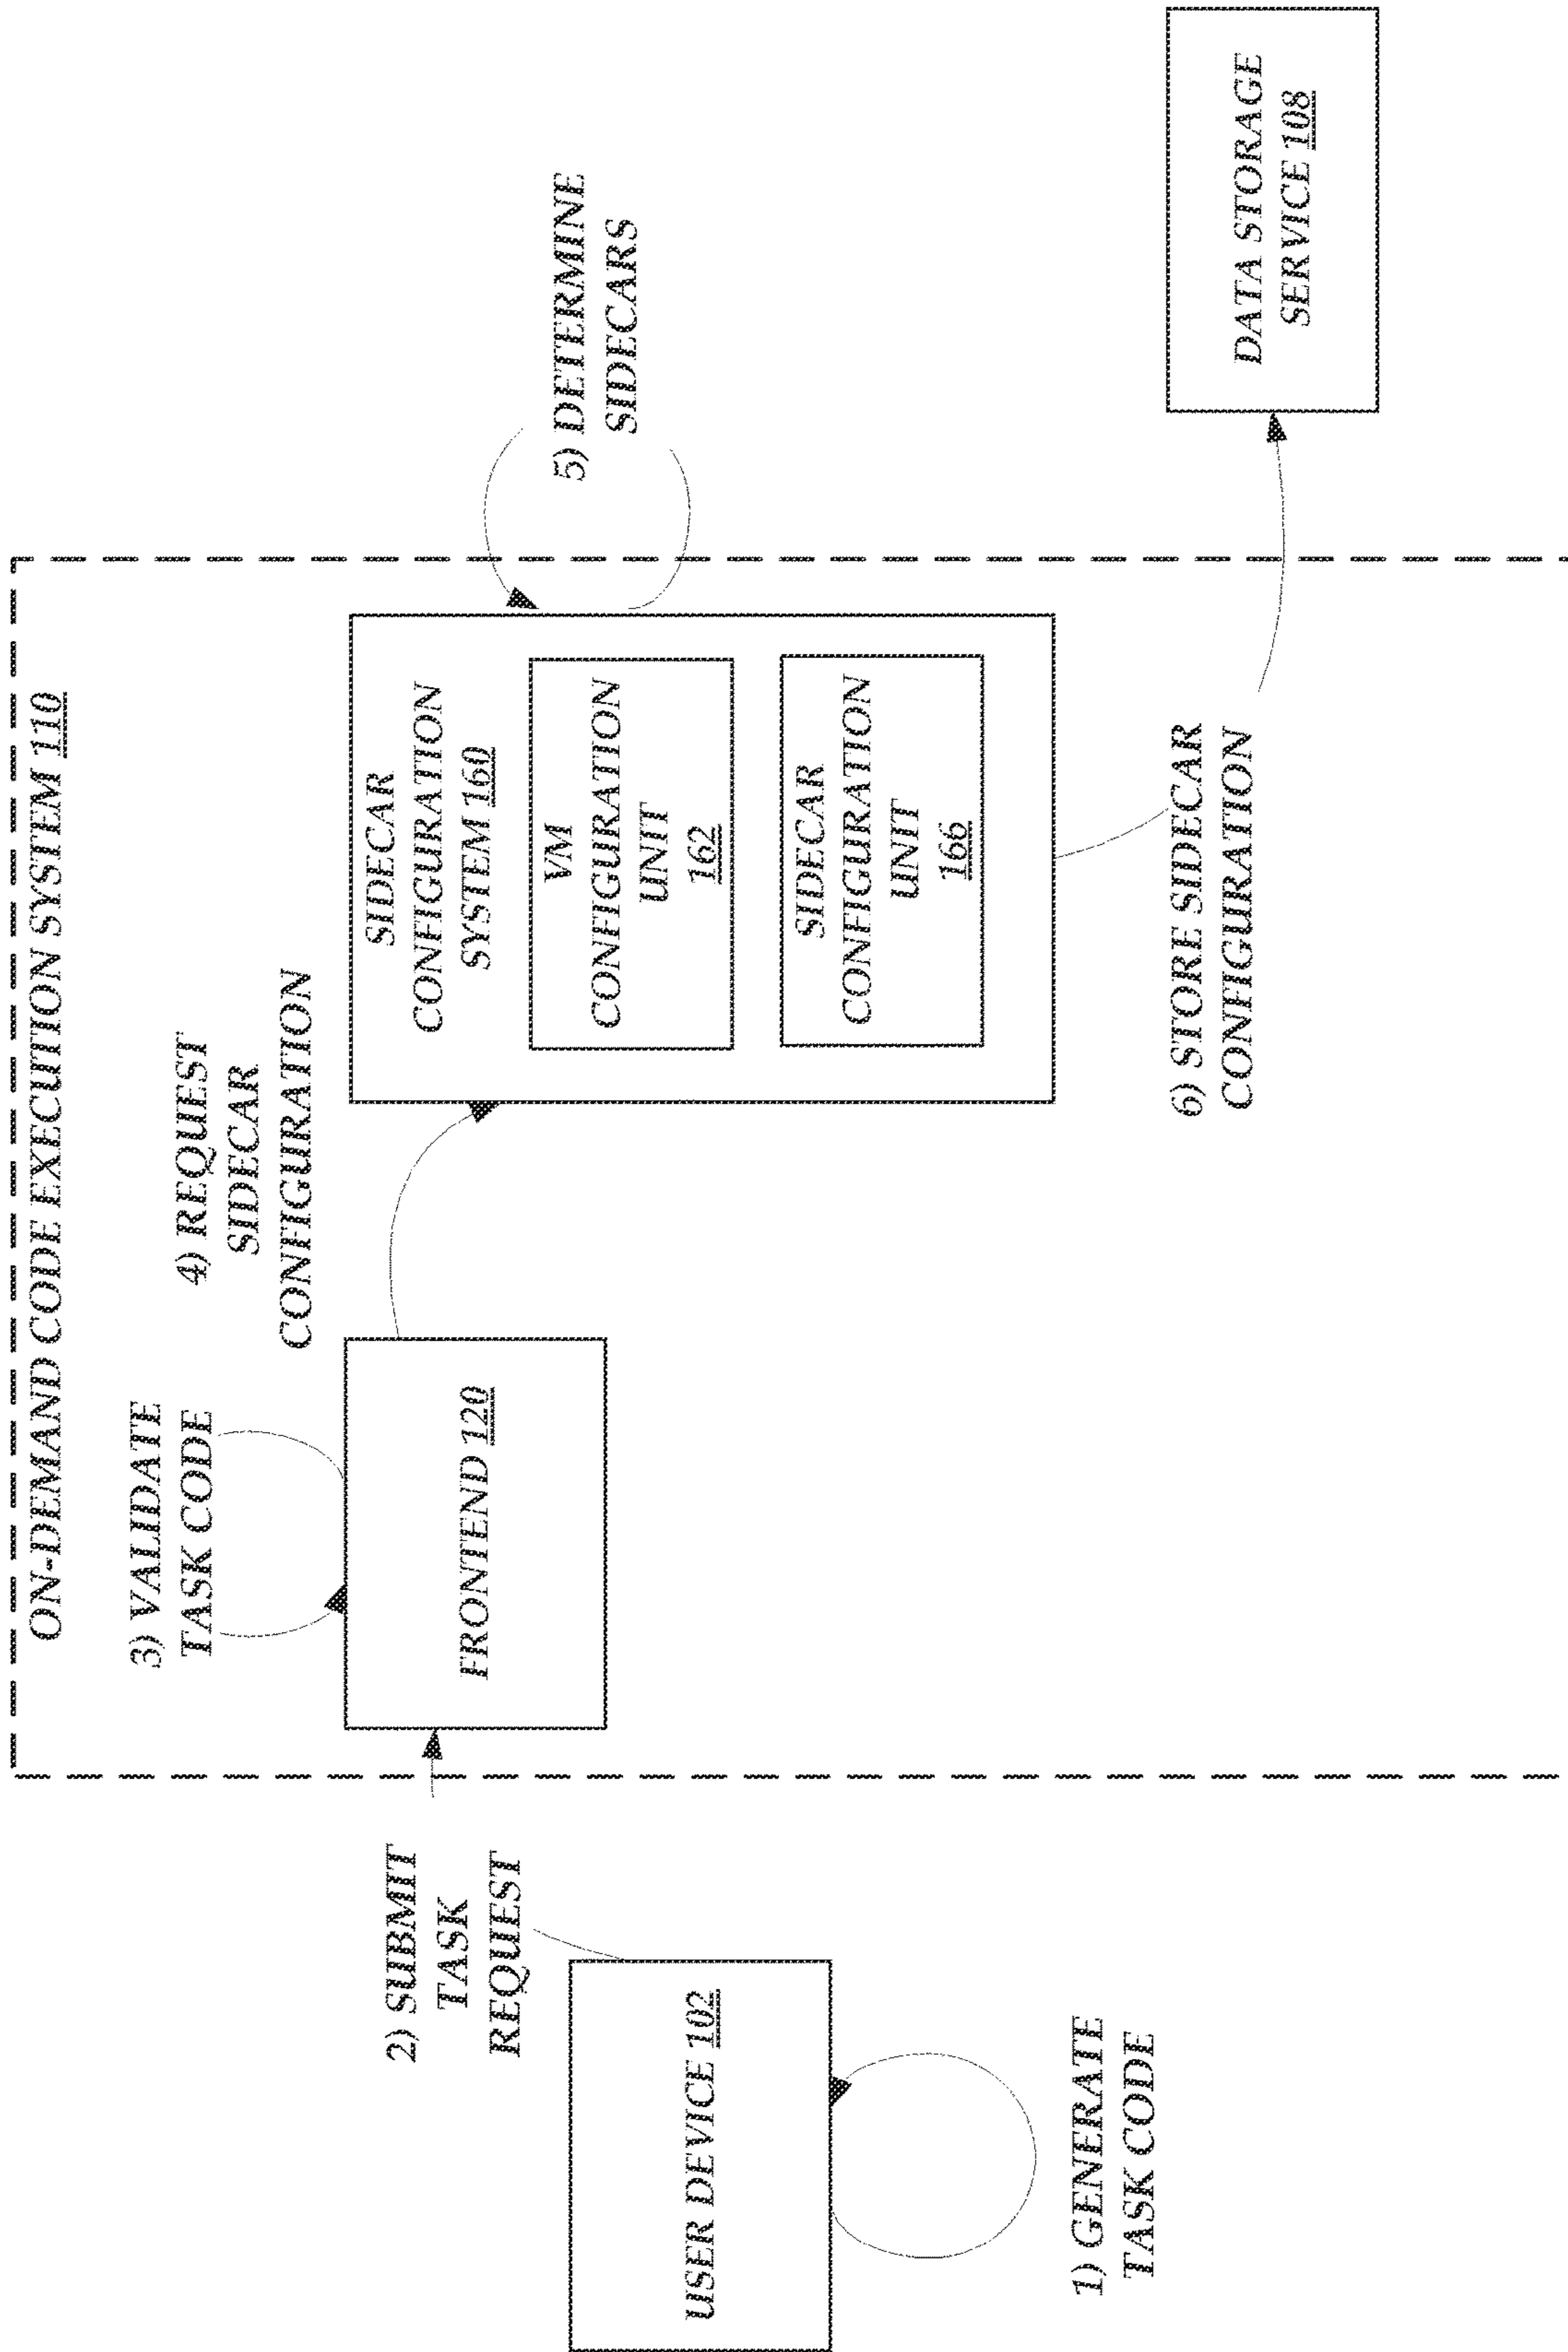 ON-DEMAND CODE EXECUTION SYSTEM 110
3) VALIDATE
TASK CODE
4) REQUEST
SIDECAR
CONFIGURATION
2) SUBMIT
TASK
REQUEST
FRONTEND 120
USER DEVICE 102
1) GENERATE
TASK CODE
SIDECAR
CONFIGURATION
SYSTEM 160
VM
CONFIGURATION
UNIT
162
SIDECAR
CONFIGURATION
UNIT
166
5) DETERMINE
SIDECARS
6) STORE SIDECAR
CONFIGURATION
DATA STORAGE
SERVICE 108